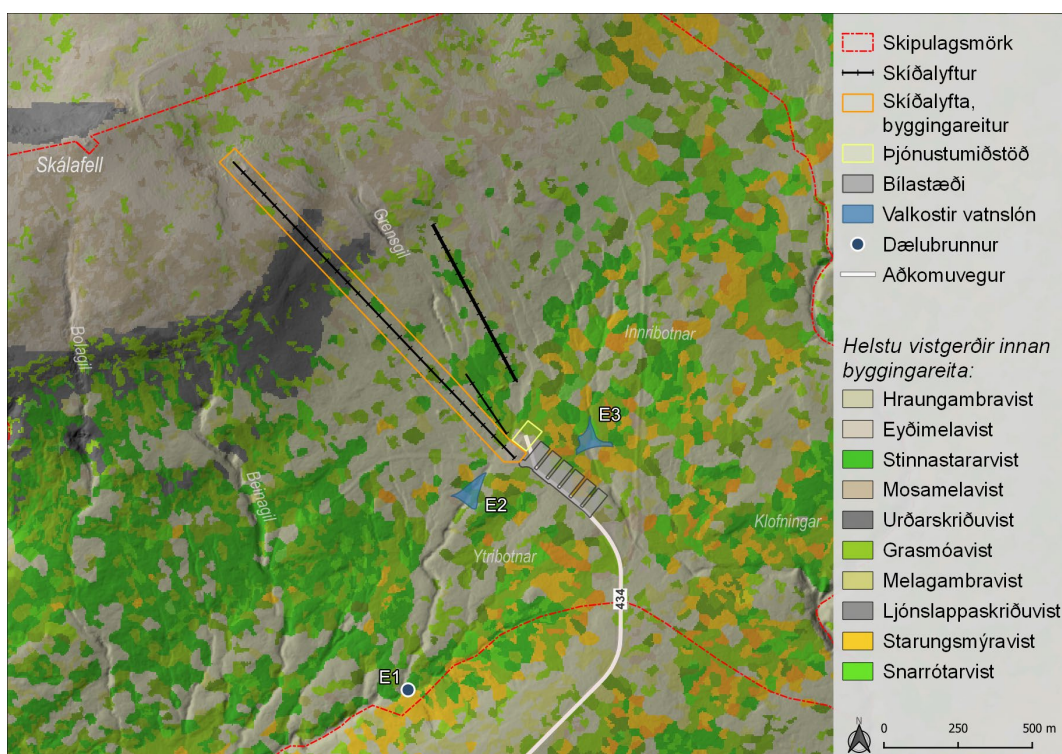 Skálafell
Grensgil
Bolagil
Beinagil
Innribotnar
E3
E2
Klofningar
Ytribotnar
434
E1
Skipulagsmörk
Skíðalyftur
Skíðalyfta,
byggingareitur
Þjónustumiðstöð
Bílastæði
Valkostir vatnslón
Dælubrunnur
Aðkomuvegur
Helstu vistgerðir innan
byggingareita:
Hraungambravist
Eyðimelavist
Stinnastararvist
Mosamelavist
Urðarskriðuvist
Grasmóavist
Melagambravist
Ljónslappaskriðuvist
Starungsmýravist
Snarrótarvist
N
0 250 500 m